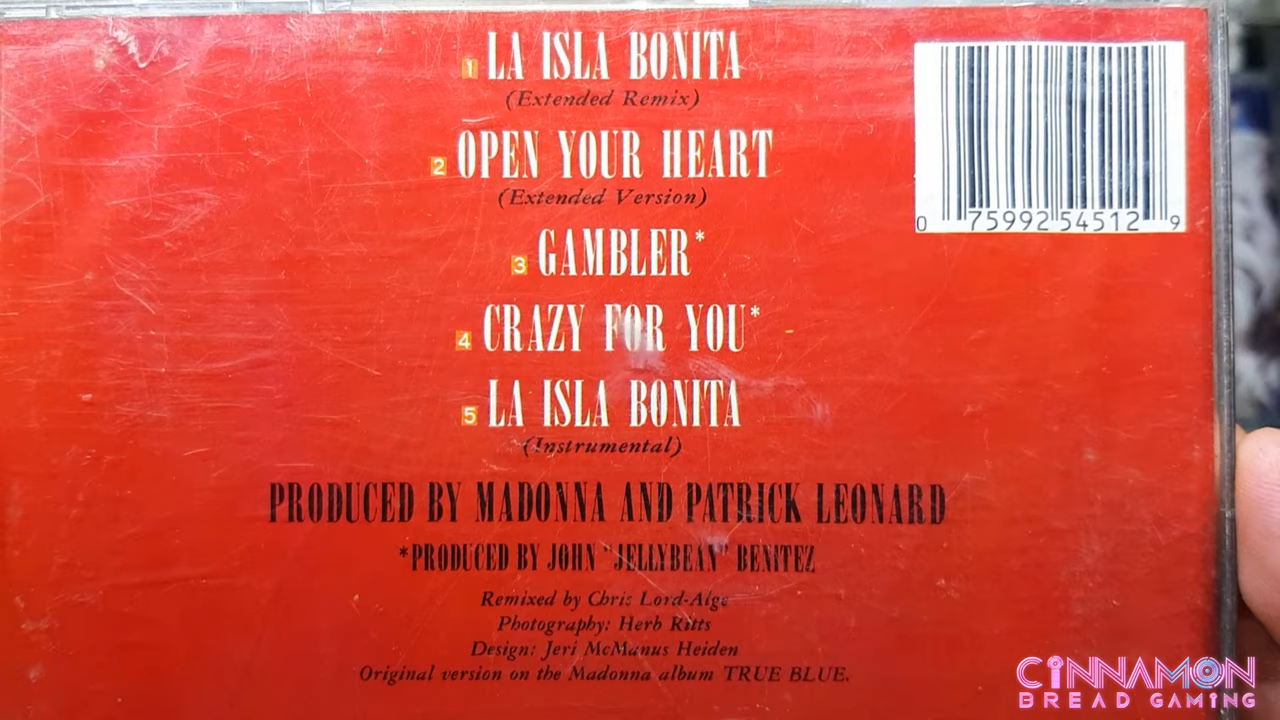 1 LA ISLA BONITA
(Extended Remix)
2 OPEN YOUR HEART
(Extended Version)
3 GAMBLER*
4 CRAZY FOR YOU*
5 LA ISLA BONITA
(Instrumental)
PRODUCED BY MADONNA AND PATRICK LEONARD
*PRODUCED BY JOHN "JELLYBEAN" BENITEZ
Remixed by Chris Lord-Alge
Photography: Herb Ritts
Design: Jeri McManus Heiden
Original version on the Madonna album TRUE BLUE.
0 75992 54512 9
CINNAMON
BREAD GAMING